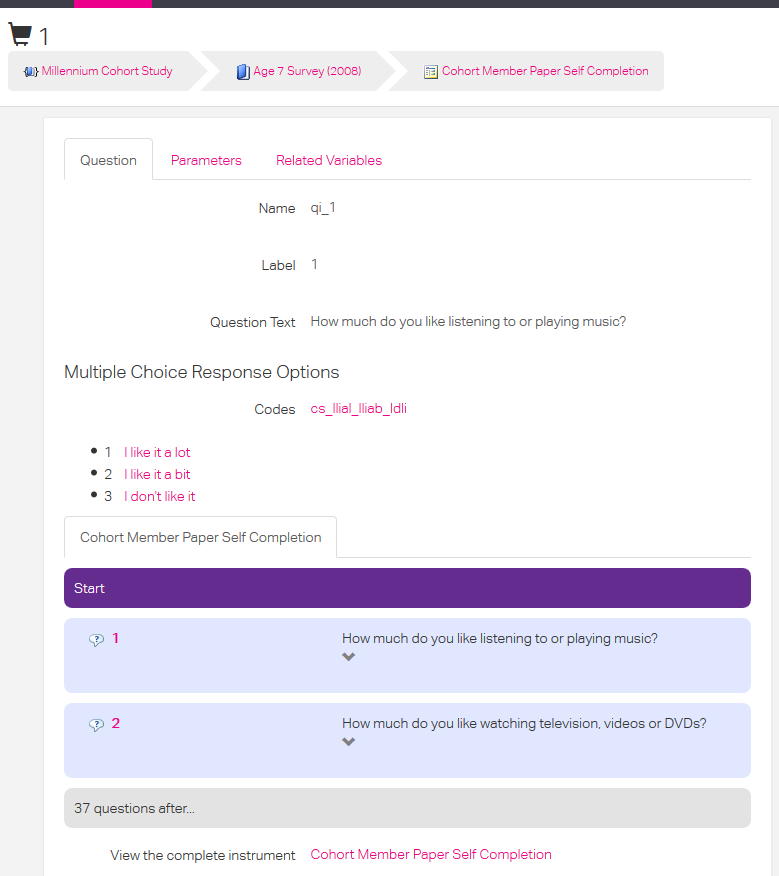 1
Millennium Cohort Study Age 7 Survey (2008) Cohort Member Paper Self Completion
Question Parameters Related Variables
Name qi_1
Label 1
Question Text How much do you like listening to or playing music?
Multiple Choice Response Options
Codes cs_Ilial_Iliab_Idli
1 I like it a lot
2 I like it a bit
3 I don't like it
Cohort Member Paper Self Completion
Start
1 How much do you like listening to or playing music?
2 How much do you like watching television, videos or DVDs?
37 questions after...
View the complete instrument Cohort Member Paper Self Completion